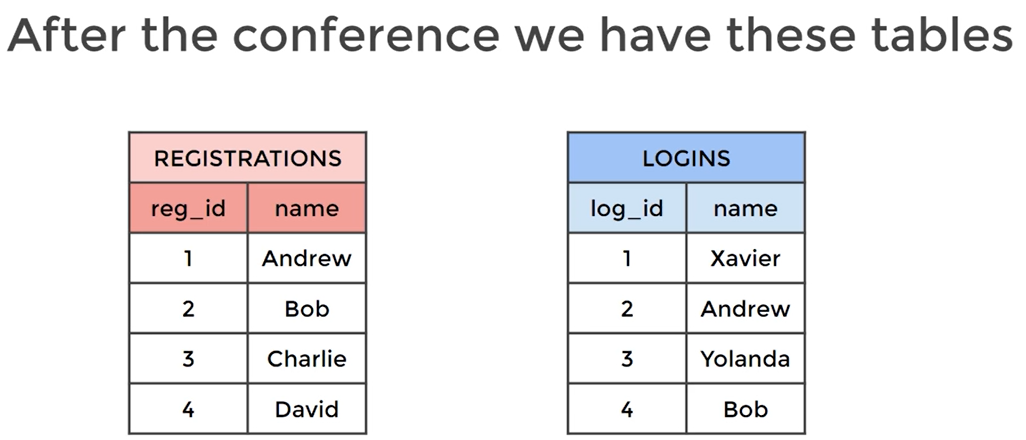 After the conference we have these tables
REGISTRATIONS
reg_id name
1 Andrew
2 Bob
3 Charlie
4 David
LOGINS
log_id name
1 Xavier
2 Andrew
3 Yolanda
4 Bob